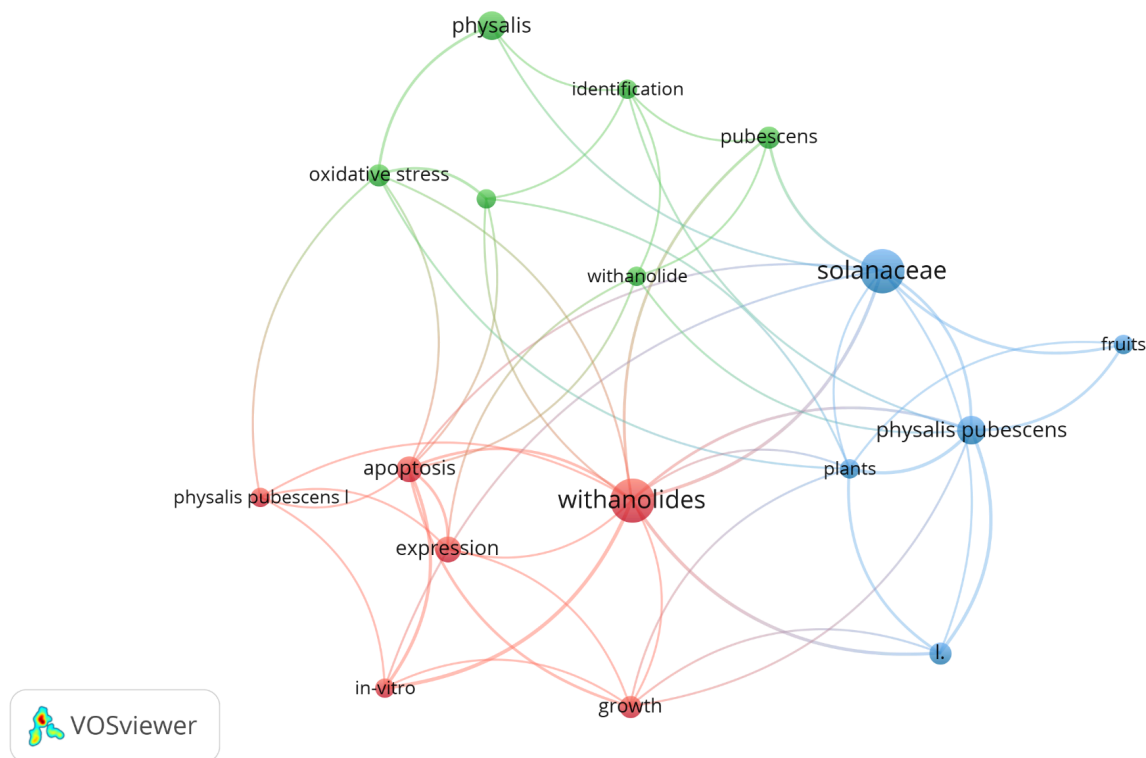 physalis
identification
pubescens
oxidative stress
withanolide
solanaceae
fruits
physalis pubescens
plants
apoptosis
physalis pubescens l
withanolides
expression
l.
in-vitro
growth
VOSviewer